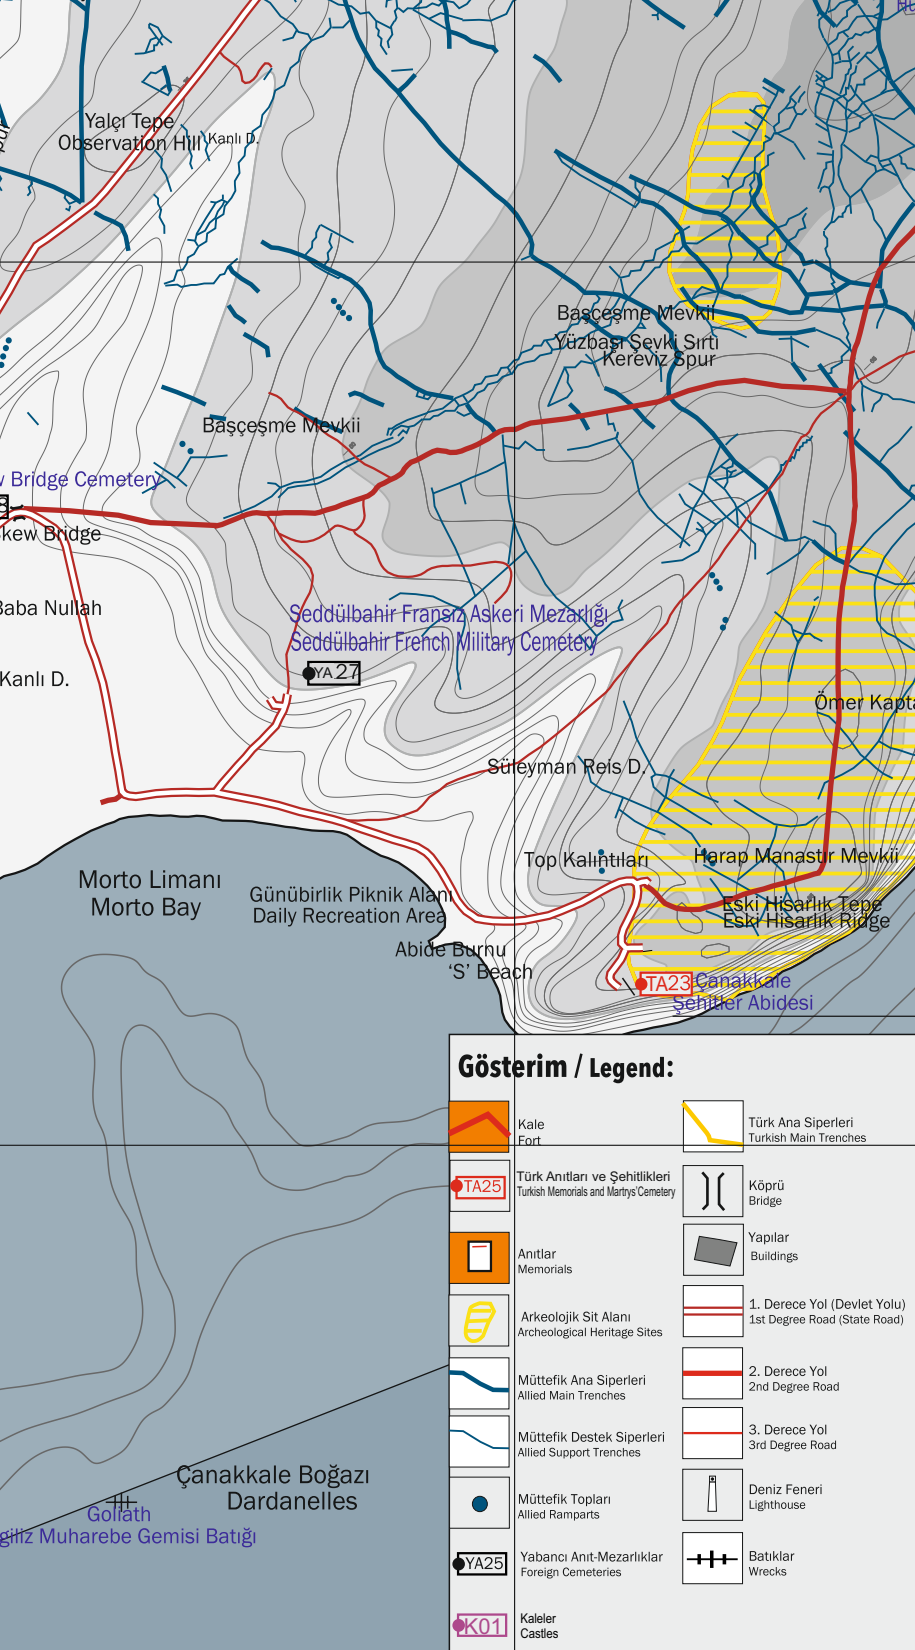 Yalçı Tepe
Observation Hill
Kanlı D.
Başçeşme Mevkii
Yüzbaşı Şevki Sırtı
Kereviz Spur
Başçeşme Mevkii
w Bridge Cemetery
kew Bridge
Baba Nullah
Seddülbahir Fransız Askeri Mezarlığı
Seddülbahir French Military Cemetery
YA 27
Kanlı D.
Ömer Kapta
Süleyman Reis D.
Top Kalıntıları
Harap Manastır Mevkii
Morto Limanı
Morto Bay
Günübirlik Piknik Alanı
Daily Recreation Area
Eski Hisarlık Tepe
Eski Hisarlık Ridge
Abide Burnu
'S' Beach
TA23
Çanakkale
Şehitler Abidesi
Gösterim / Legend:
Kale
Fort
TA25
Türk Anıtları ve Şehitlikleri
Turkish Memorials and Martrys'Cemetery
Anıtlar
Memorials
Arkeolojik Sit Alanı
Archeological Heritage Sites
Müttefik Ana Siperleri
Allied Main Trenches
Müttefik Destek Siperleri
Allied Support Trenches
Müttefik Topları
Allied Ramparts
YA25
Yabancı Anıt-Mezarlıklar
Foreign Cemeteries
K01
Kaleler
Castles
Türk Ana Siperleri
Turkish Main Trenches
Köprü
Bridge
Yapılar
Buildings
1. Derece Yol (Devlet Yolu)
1st Degree Road (State Road)
2. Derece Yol
2nd Degree Road
3. Derece Yol
3rd Degree Road
Deniz Feneri
Lighthouse
Batıklar
Wrecks
Çanakkale Boğazı
Dardanelles
Goliath
giliz Muharebe Gemisi Batığı